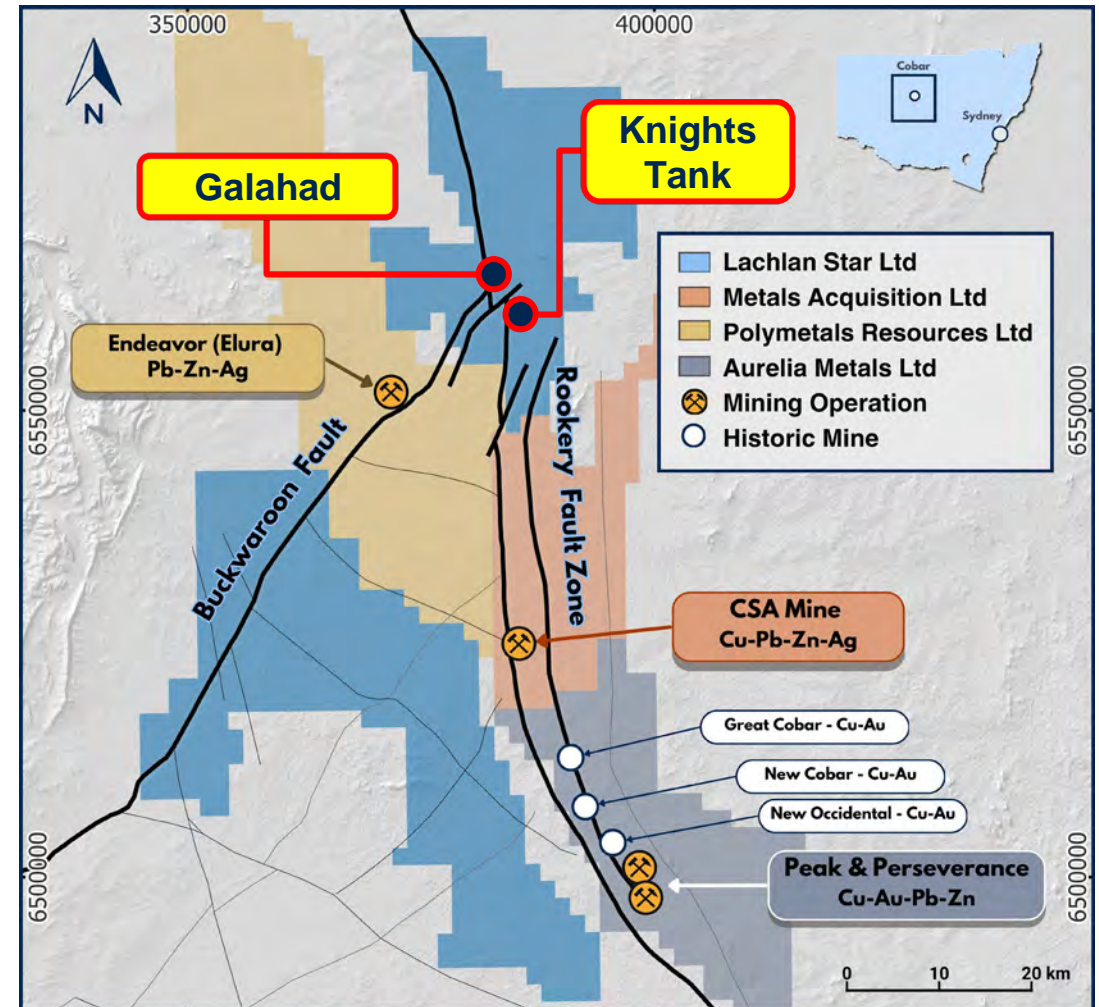 350000
400000
N
Cobar
Sydney
Galahad
Knights
Tank
Lachlan Star Ltd
Metals Acquisition Ltd
Polymetals Resources Ltd
Aurelia Metals Ltd
Mining Operation
Historic Mine
Endeavor (Elura)
Pb-Zn-Ag
6550000
6550000
Buckwaroon Fault
Rookery Fault Zone
CSA Mine
Cu-Pb-Zn-Ag
Great Cobar - Cu-Au
New Cobar - Cu-Au
New Occidental - Cu-Au
Peak & Perseverance
Cu-Au-Pb-Zn
6500000
6500000
0 10 20 km